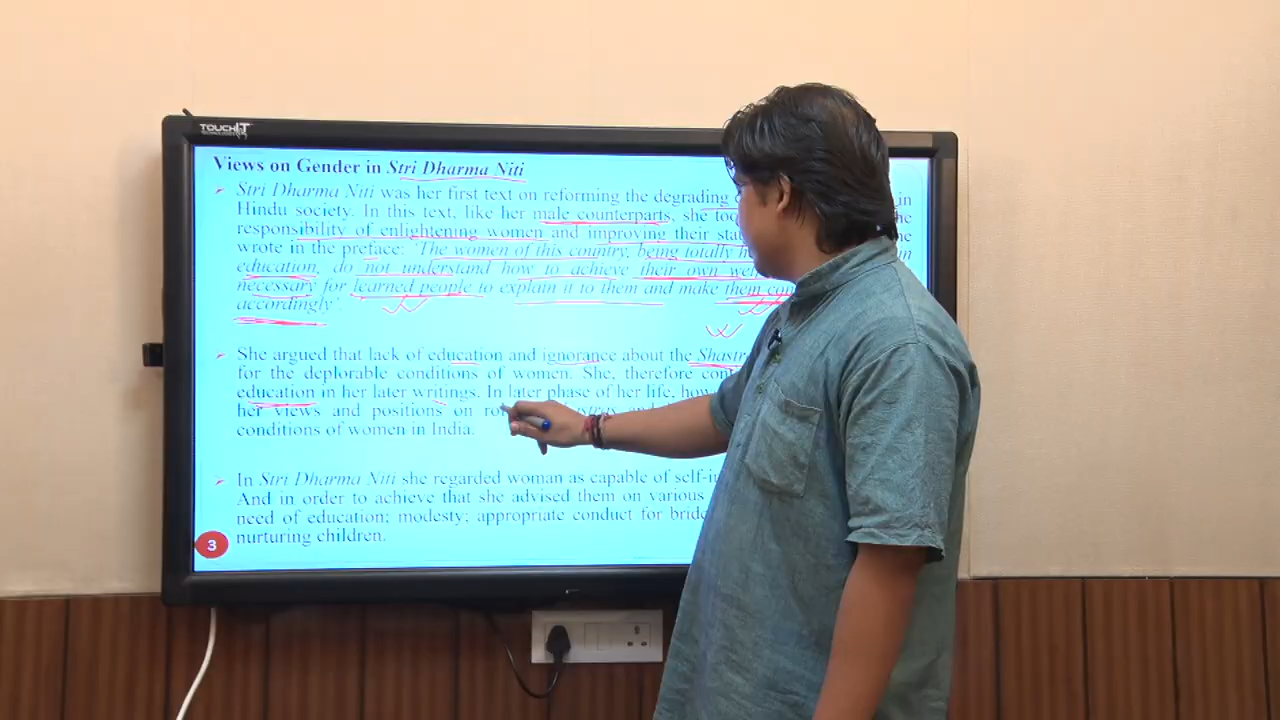 TOUCHIT
Views on Gender in Stri Dharma Niti
Stri Dharma Niti was her first text on reforming the degrading in
Hindu society. In this text, like her male counterparts, she
responsibility of enlightening women and improving their
wrote in the preface: 'The women of this country, being totally in
education, do not understand how to achieve their own
necessary for learned people to explain it to them and make them
accordingly'.
She argued that lack of education and ignorance about the
for the deplorable conditions of women. She, therefore
education in her later writings. In later phase of her life,
her views and positions on
conditions of women in India.
In Stri Dharma Niti she regarded woman as capable of
And in order to achieve that she advised them on various
need of education; modesty; appropriate conduct for
nurturing children.
3